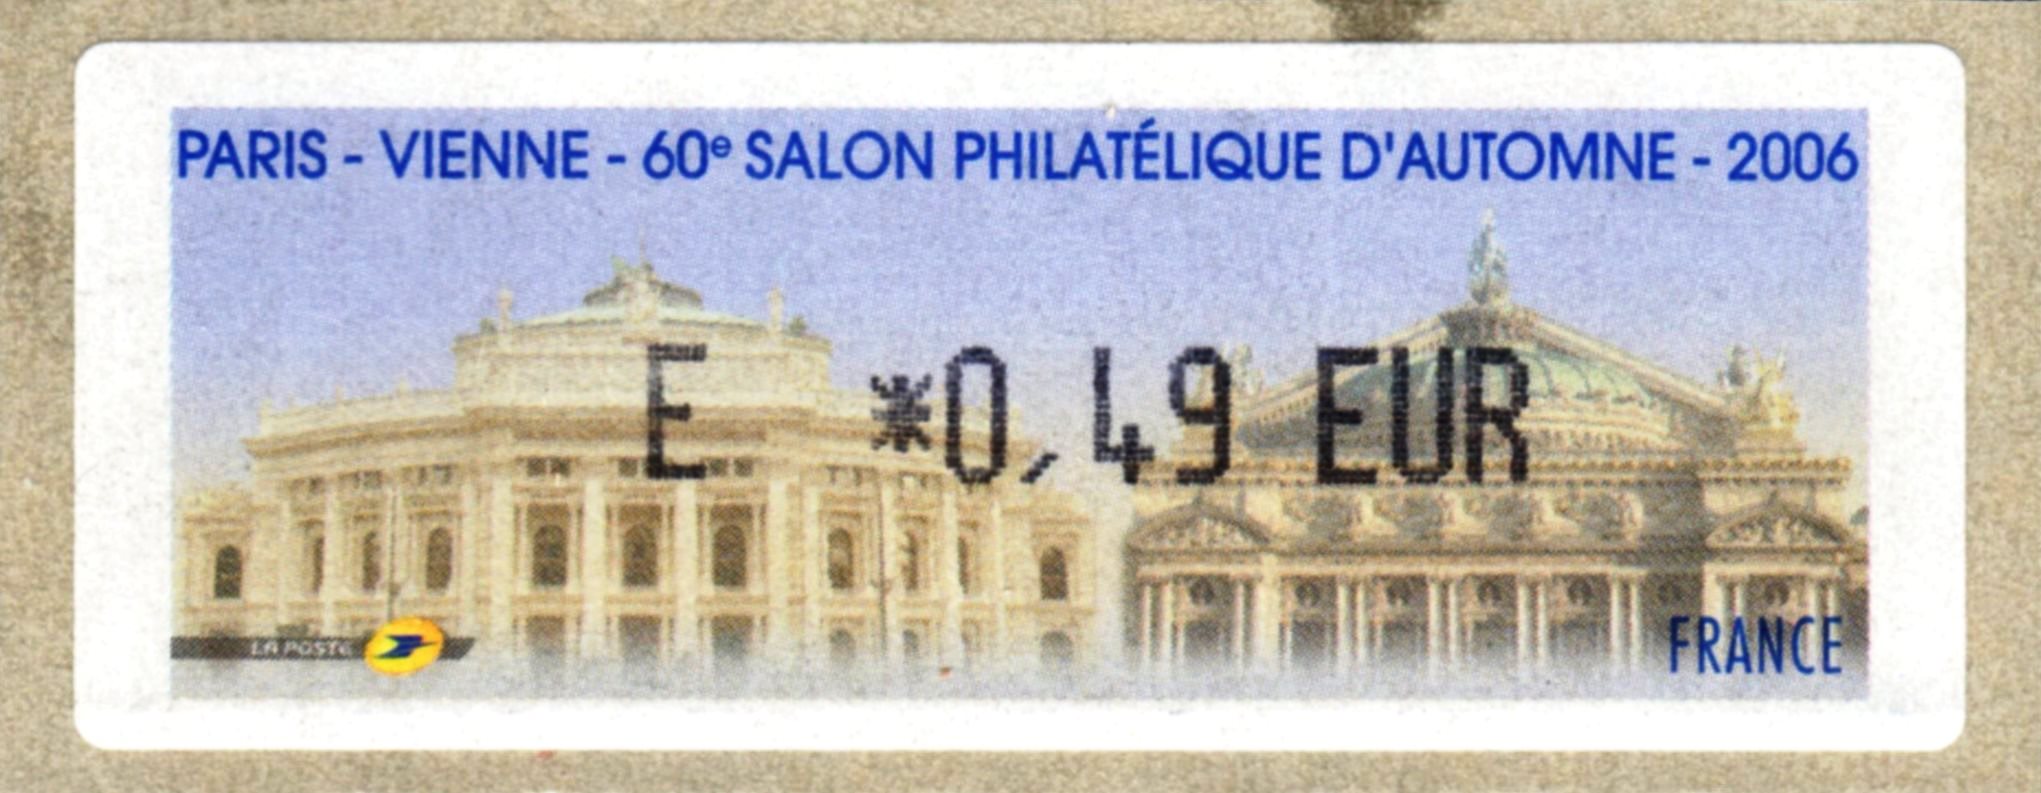 PARIS - VIENNE - 60e SALON PHILATÉLIQUE D'AUTOMNE - 2006
E *0,49 EUR
LA POSTE
FRANCE